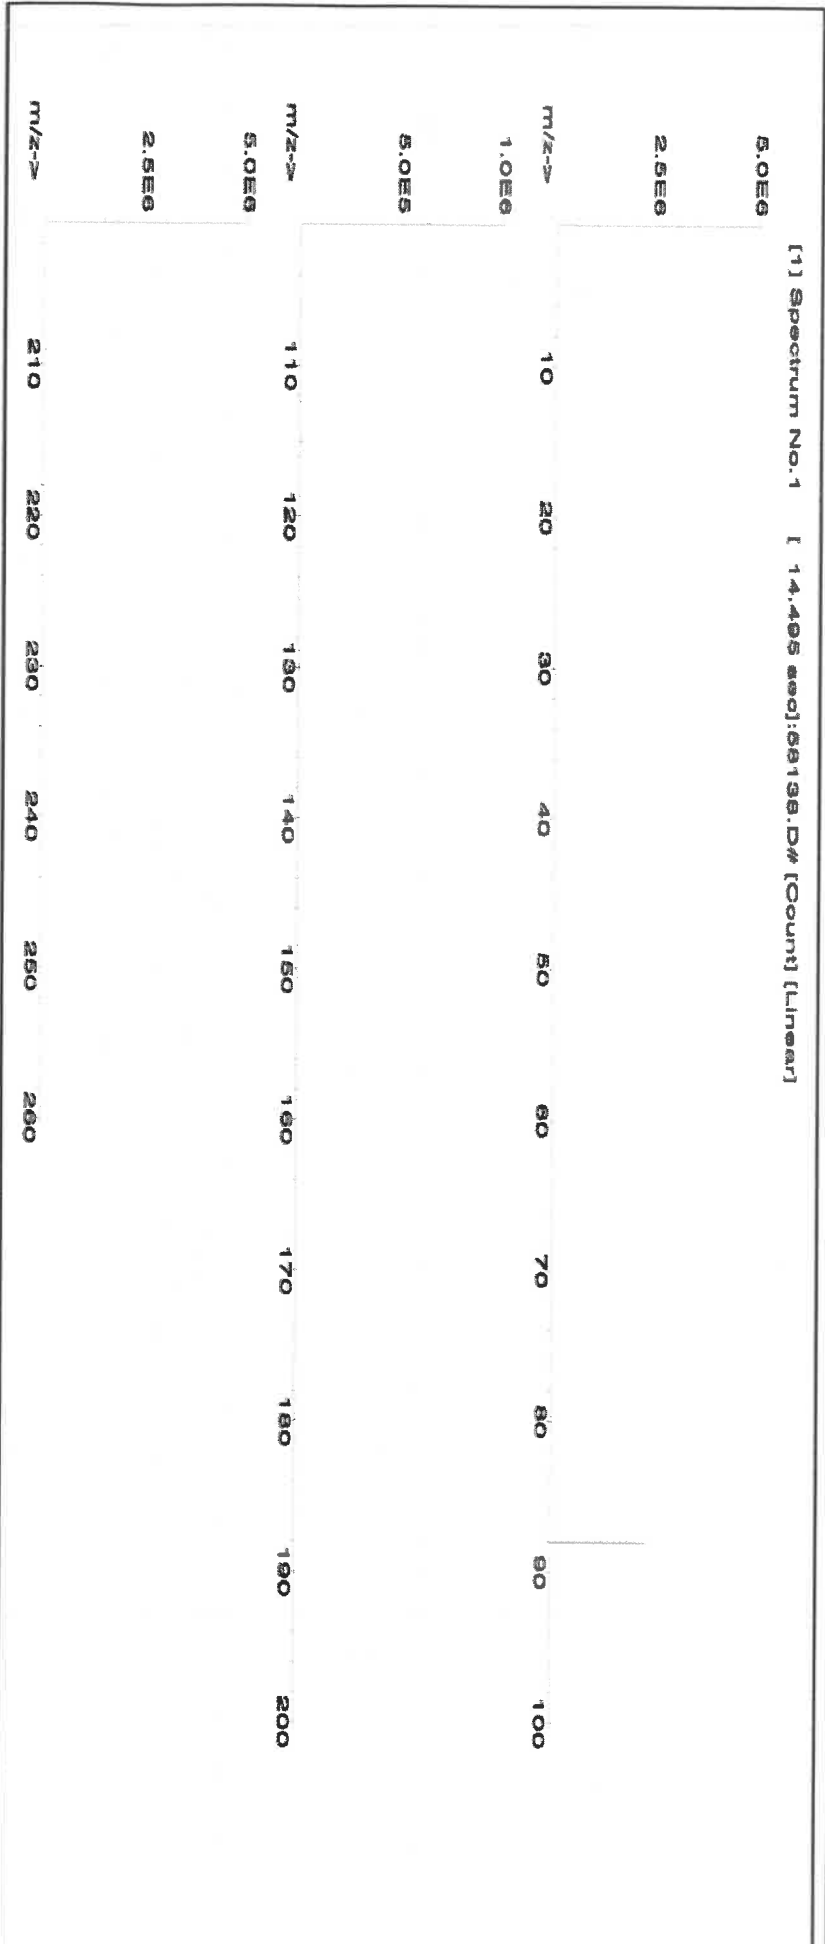 [1] Spectrum No.1 [ 14.495 sec]:58138.D# [Count] [Linear]
5.0E6
2.5E6
m/z-> 10 20 30 40 50 60 70 80 90 100
1.0E6
5.0E5
m/z-> 110 120 130 140 150 160 170 180 190 200
5.0E6
2.5E6
m/z-> 210 220 230 240 250 260